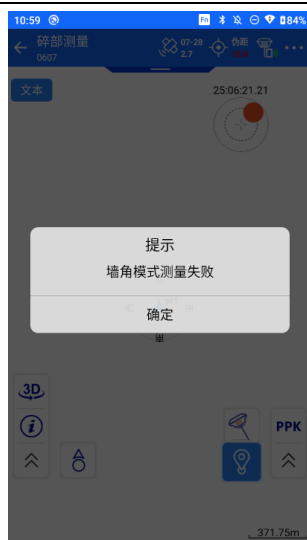 10:59
84%
碎部测量
0607
07-28
2.7
伪距
文本
25:06:21.21
提示
墙角模式测量失败
确定
南
3D
PPK
371.75m